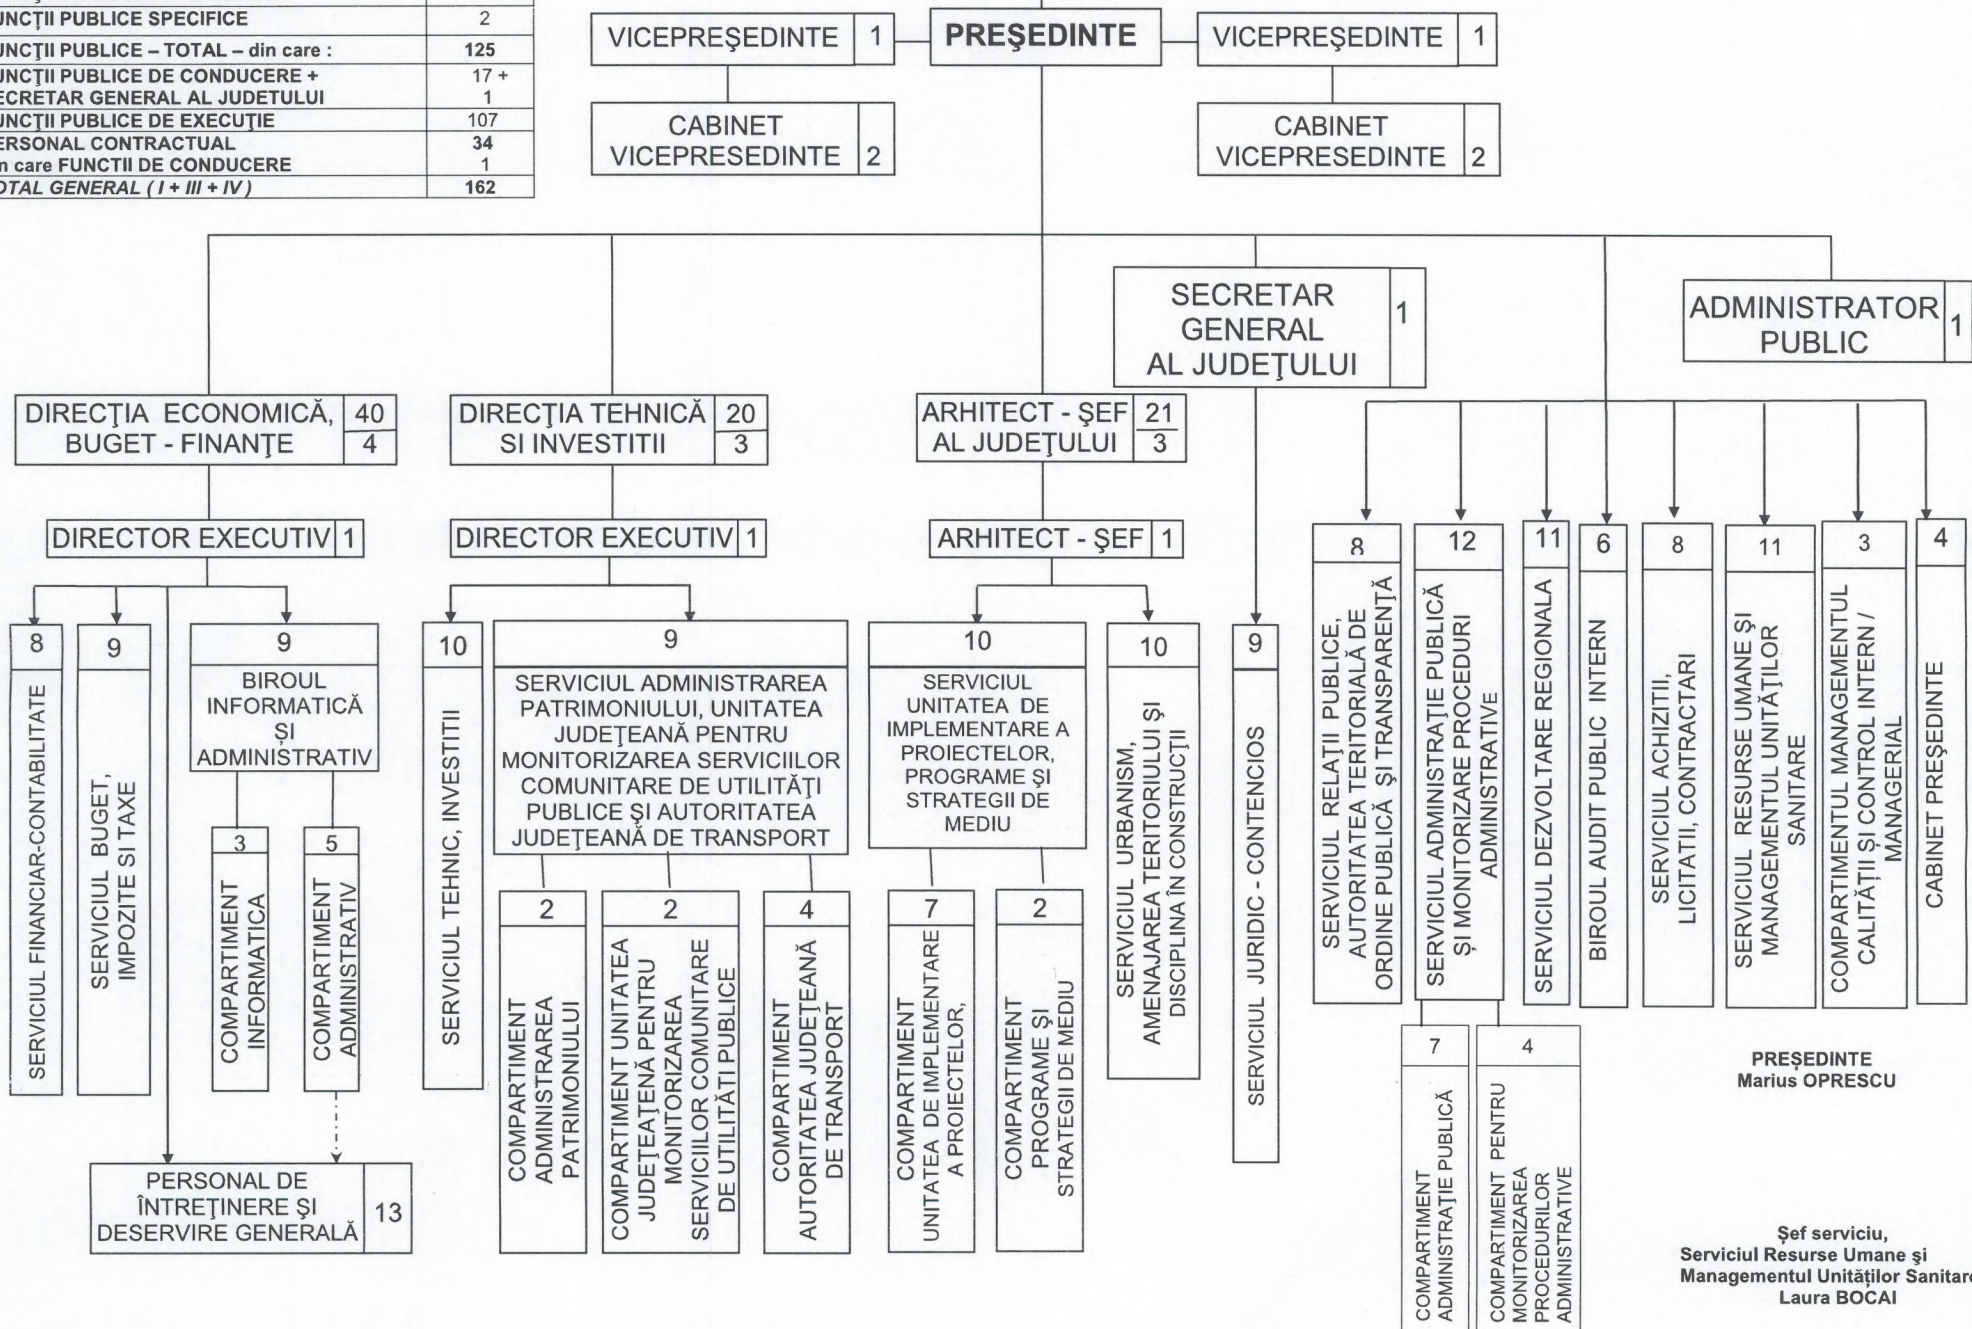 UNCȚII PUBLICE SPECIFICE 2
UNCȚII PUBLICE – TOTAL – din care : 125
UNCȚII PUBLICE DE CONDUCERE + 17 +
ECRETAR GENERAL AL JUDETULUI 1
UNCȚII PUBLICE DE EXECUȚIE 107
ERSONAL CONTRACTUAL 34
n care FUNCTII DE CONDUCERE 1
OTAL GENERAL ( I + III + IV ) 162
VICEPREŞEDINTE 1
PREŞEDINTE
VICEPREŞEDINTE 1
CABINET
VICEPRESEDINTE 2
CABINET
VICEPRESEDINTE 2
SECRETAR
GENERAL
AL JUDEŢULUI
1
ADMINISTRATOR
PUBLIC
1
DIRECŢIA ECONOMICĂ,
BUGET - FINANŢE
40
4
DIRECŢIA TEHNICĂ
SI INVESTITII
20
3
ARHITECT - ŞEF
AL JUDEŢULUI
21
3
DIRECTOR EXECUTIV 1
DIRECTOR EXECUTIV 1
ARHITECT - ŞEF 1
8
SERVICIUL FINANCIAR-CONTABILITATE
9
SERVICIUL BUGET,
IMPOZITE SI TAXE
9
BIROUL
INFORMATICĂ
ȘI
ADMINISTRATIV
3
COMPARTIMENT
INFORMATICA
5
COMPARTIMENT
ADMINISTRATIV
PERSONAL DE
ÎNTREŢINERE ŞI
DESERVIRE GENERALĂ
13
10
SERVICIUL TEHNIC, INVESTITII
9
SERVICIUL ADMINISTRAREA
PATRIMONIULUI, UNITATEA
JUDEŢEANĂ PENTRU
MONITORIZAREA SERVICIILOR
COMUNITARE DE UTILITĂŢI
PUBLICE ŞI AUTORITATEA
JUDEŢEANĂ DE TRANSPORT
2
COMPARTIMENT
ADMINISTRAREA
PATRIMONIULUI
2
COMPARTIMENT UNITATEA
JUDEŢEAŢENĂ PENTRU
MONITORIZAREA
SERVICIILOR COMUNITARE
DE UTILITĂŢI PUBLICE
4
COMPARTIMENT
AUTORITATEA JUDEŢEANĂ
DE TRANSPORT
10
SERVICIUL
UNITATEA DE
IMPLEMENTARE A
PROIECTELOR,
PROGRAME ŞI
STRATEGII DE
MEDIU
7
COMPARTIMENT
UNITATEA DE IMPLEMENTARE
A PROIECTELOR,
2
COMPARTIMENT
PROGRAME ŞI
STRATEGII DE MEDIU
10
SERVICIUL URBANISM,
AMENAJAREA TERITORIULUI ŞI
DISCIPLINA ÎN CONSTRUCŢII
9
SERVICIUL JURIDIC - CONTENCIOS
8
SERVICIUL RELAŢII PUBLICE,
AUTORITATEA TERITORIALĂ DE
ORDINE PUBLICĂ ŞI TRANSPARENŢĂ
12
SERVICIUL ADMINISTRAŢIE PUBLICĂ
ȘI MONITORIZARE PROCEDURI
ADMINISTRATIVE
11
SERVICIUL DEZVOLTARE REGIONALA
6
BIROUL AUDIT PUBLIC INTERN
8
SERVICIUL ACHIZITII,
LICITATII, CONTRACTARI
11
SERVICIUL RESURSE UMANE ŞI
MANAGEMENTUL UNITĂŢILOR
SANITARE
3
COMPARTIMENTUL MANAGEMENTUL
CALITĂŢII ȘI CONTROL INTERN /
MANAGERIAL
4
CABINET PREŞEDINTE
7
COMPARTIMENT
ADMINISTRAŢIE PUBLICĂ
4
COMPARTIMENT PENTRU
MONITORIZAREA
PROCEDURILOR
ADMINISTRATIVE
PREȘEDINTE
Marius OPRESCU
Șef serviciu,
Serviciul Resurse Umane şi
Managementul Unităţilor Sanitare
Laura BOCAI